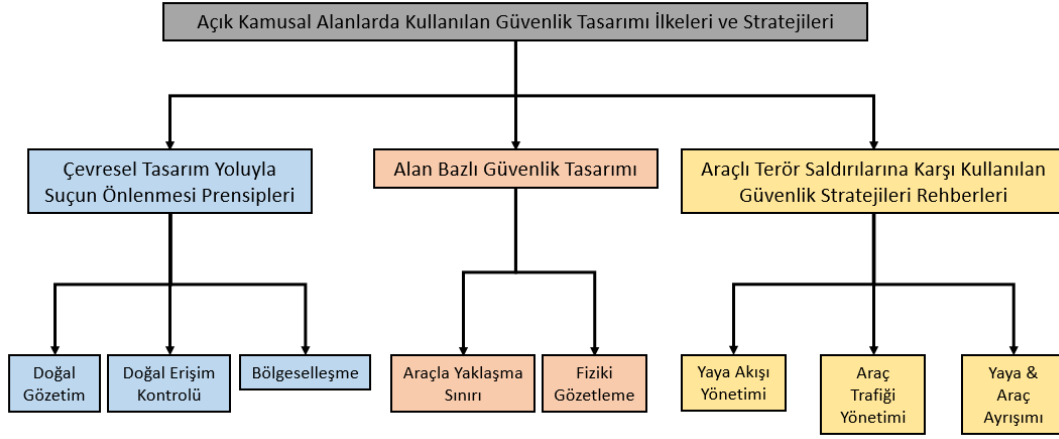 Açık Kamusal Alanlarda Kullanılan Güvenlik Tasarımı İlkeleri ve Stratejileri
Çevresel Tasarım Yoluyla
Suçun Önlenmesi Prensipleri
Alan Bazlı Güvenlik Tasarımı
Araçlı Terör Saldırılarına Karşı Kullanılan
Güvenlik Stratejileri Rehberleri
Doğal
Gözetim
Doğal Erişim
Kontrolü
Bölgeselleşme
Araçla Yaklaşma
Sınırı
Fiziki
Gözetleme
Yaya Akışı
Yönetimi
Araç
Trafiği
Yönetimi
Yaya &
Araç
Ayrışımı